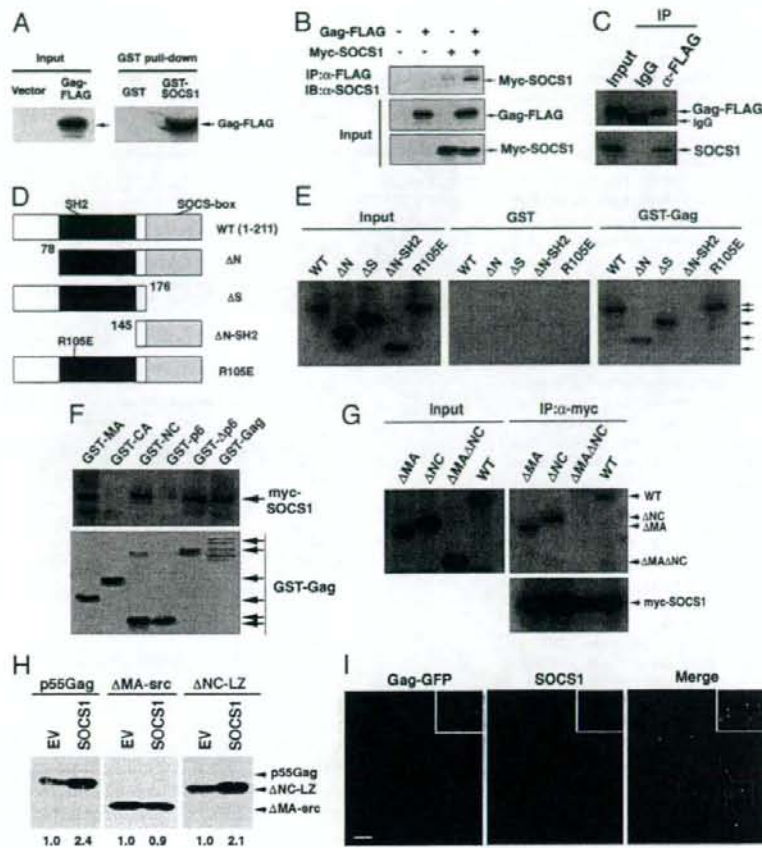 A
Input
GST pull-down
Vector
Gag-FLAG
GST
GST-SOCS1
Gag-FLAG
B
Gag-FLAG - + - +
Myc-SOCS1 - - + +
IP:α-FLAG
IB:α-SOCS1
Myc-SOCS1
Input
Gag-FLAG
Myc-SOCS1
C
IP
Input
IgG
α-FLAG
Gag-FLAG
IgG
SOCS1
D
SH2
SOCS-box
WT (1-211)
78
ΔN
176
ΔS
145
ΔN-SH2
R105E
R105E
E
Input
GST
GST-Gag
WT ΔN ΔS ΔN-SH2 R105E
WT ΔN ΔS ΔN-SH2 R105E
WT ΔN ΔS ΔN-SH2 R105E
F
GST-MA
GST-CA
GST-NC
GST-p6
GST-Δp6
GST-Gag
myc-SOCS1
GST-Gag
G
Input
IP:α-myc
ΔMA ΔNC ΔMAΔNC WT
ΔMA ΔNC ΔMAΔNC WT
WT
ΔNC
ΔMA
ΔMAΔNC
myc-SOCS1
H
p55Gag
ΔMA-src
ΔNC-LZ
EV SOCS1
EV SOCS1
EV SOCS1
p55Gag
ΔNC-LZ
ΔMA-src
1.0 2.4 1.0 0.9 1.0 2.1
I
Gag-GFP
SOCS1
Merge